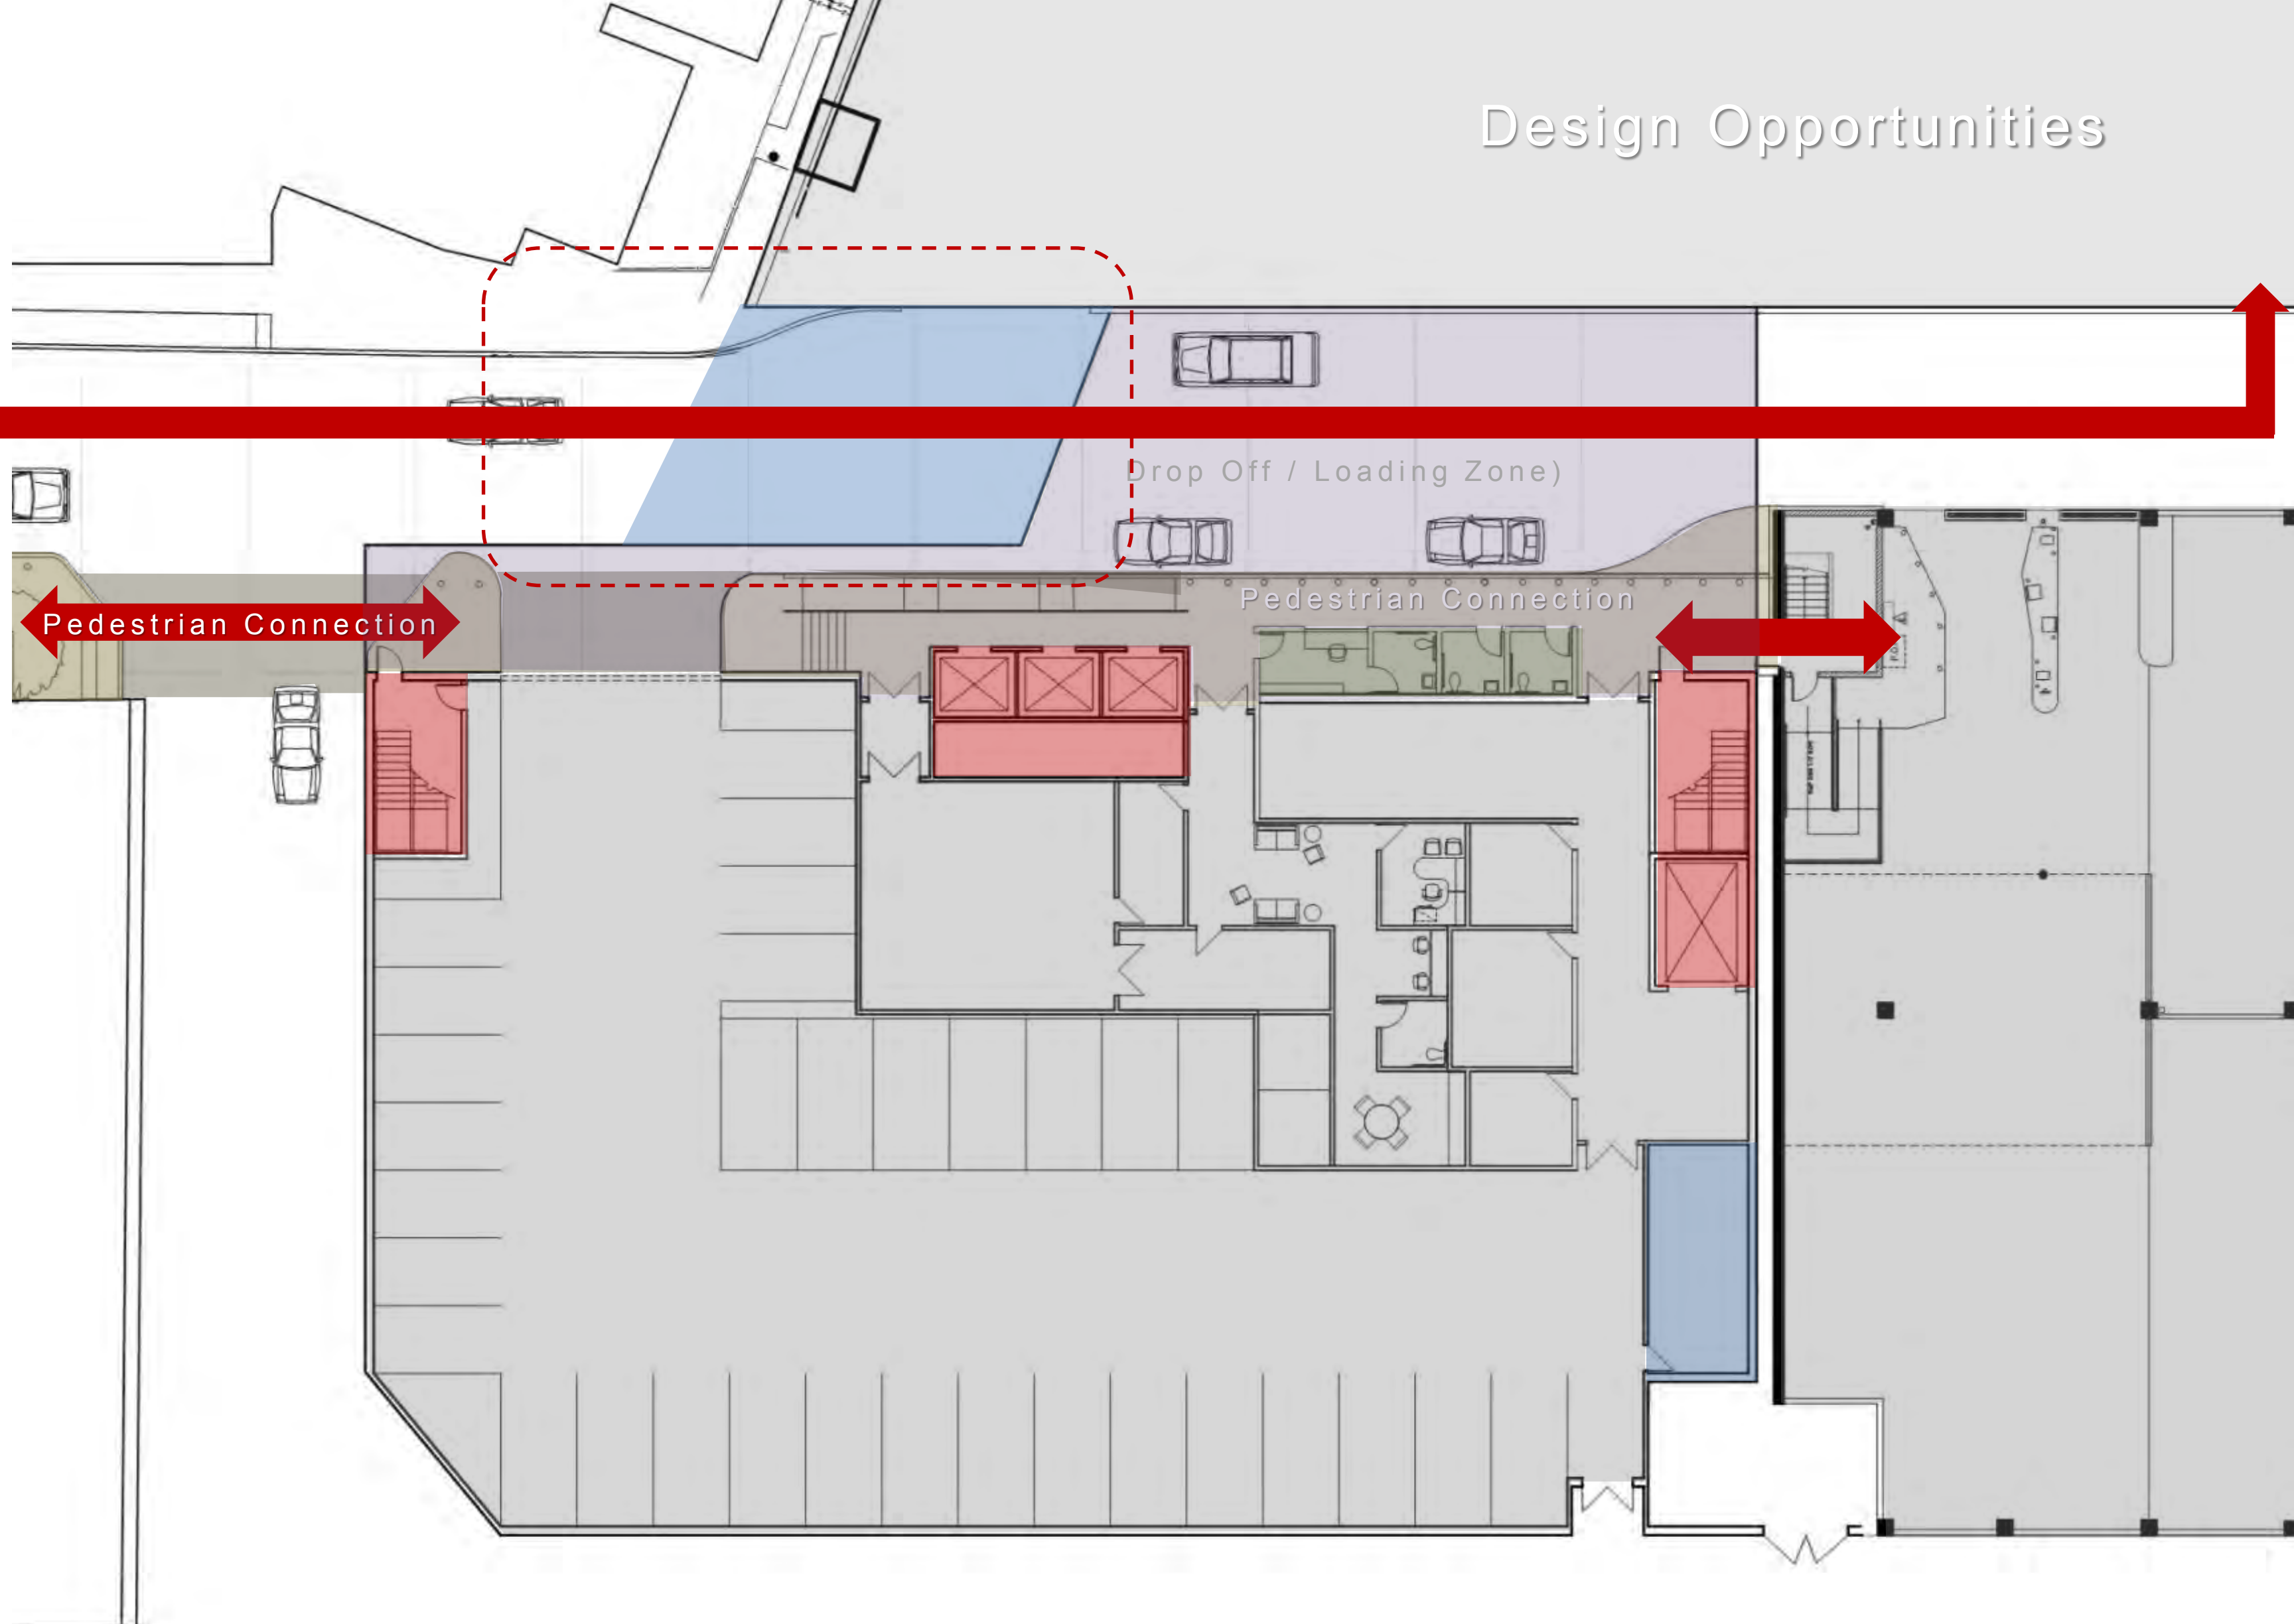 Design Opportunities
Drop Off / Loading Zone)
Pedestrian Connection
Pedestrian Connection